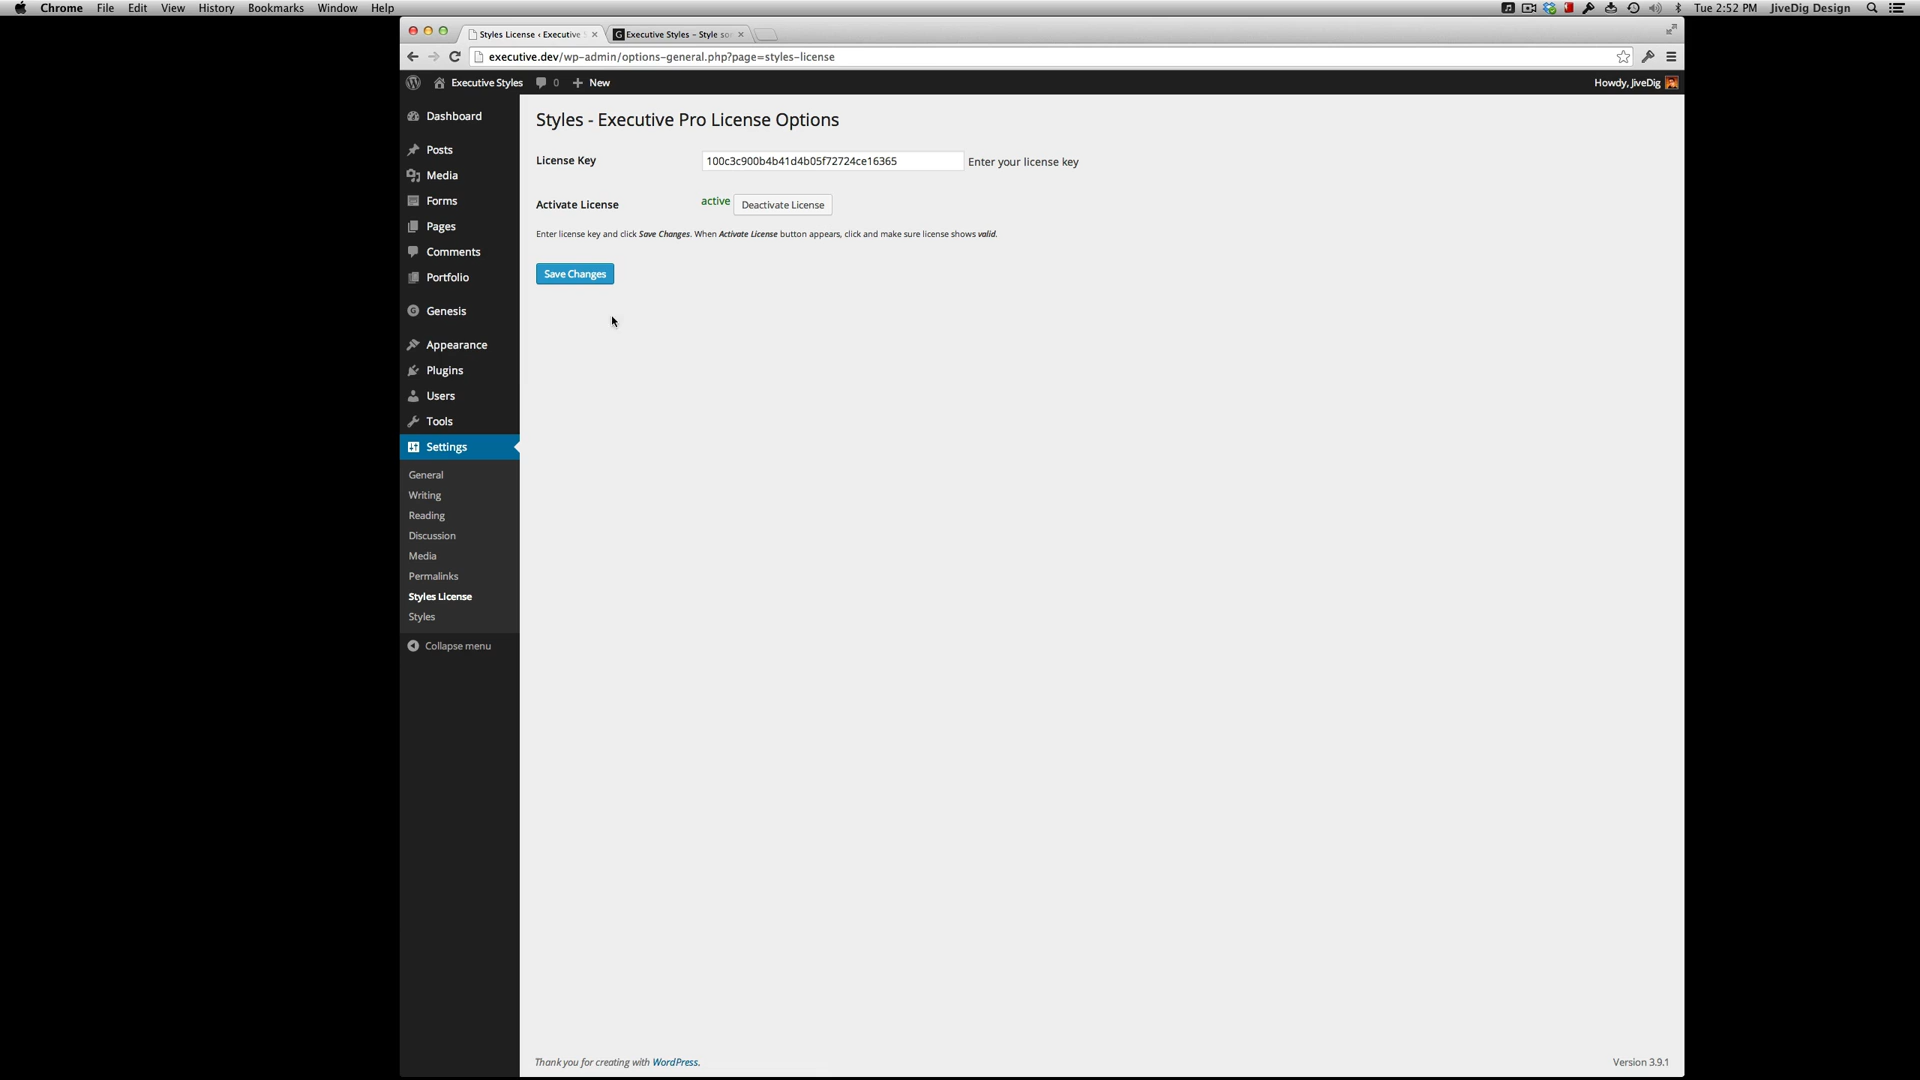 Chrome File Edit View History Bookmarks Window Help Tue 2:52 PM JiveDig Design
Styles License ‹ Executive Executive Styles – Style so
executive.dev/wp-admin/options-general.php?page=styles-license
Executive Styles 0 + New Howdy, JiveDig
Dashboard
Posts
Media
Forms
Pages
Comments
Portfolio
Genesis
Appearance
Plugins
Users
Tools
Settings
General
Writing
Reading
Discussion
Media
Permalinks
Styles License
Styles
Collapse menu
Styles - Executive Pro License Options
License Key 100c3c900b4b41d4b05f72724ce16365 Enter your license key
Activate License active Deactivate License
Enter license key and click Save Changes. When Activate License button appears, click and make sure license shows valid.
Save Changes
Thank you for creating with WordPress. Version 3.9.1